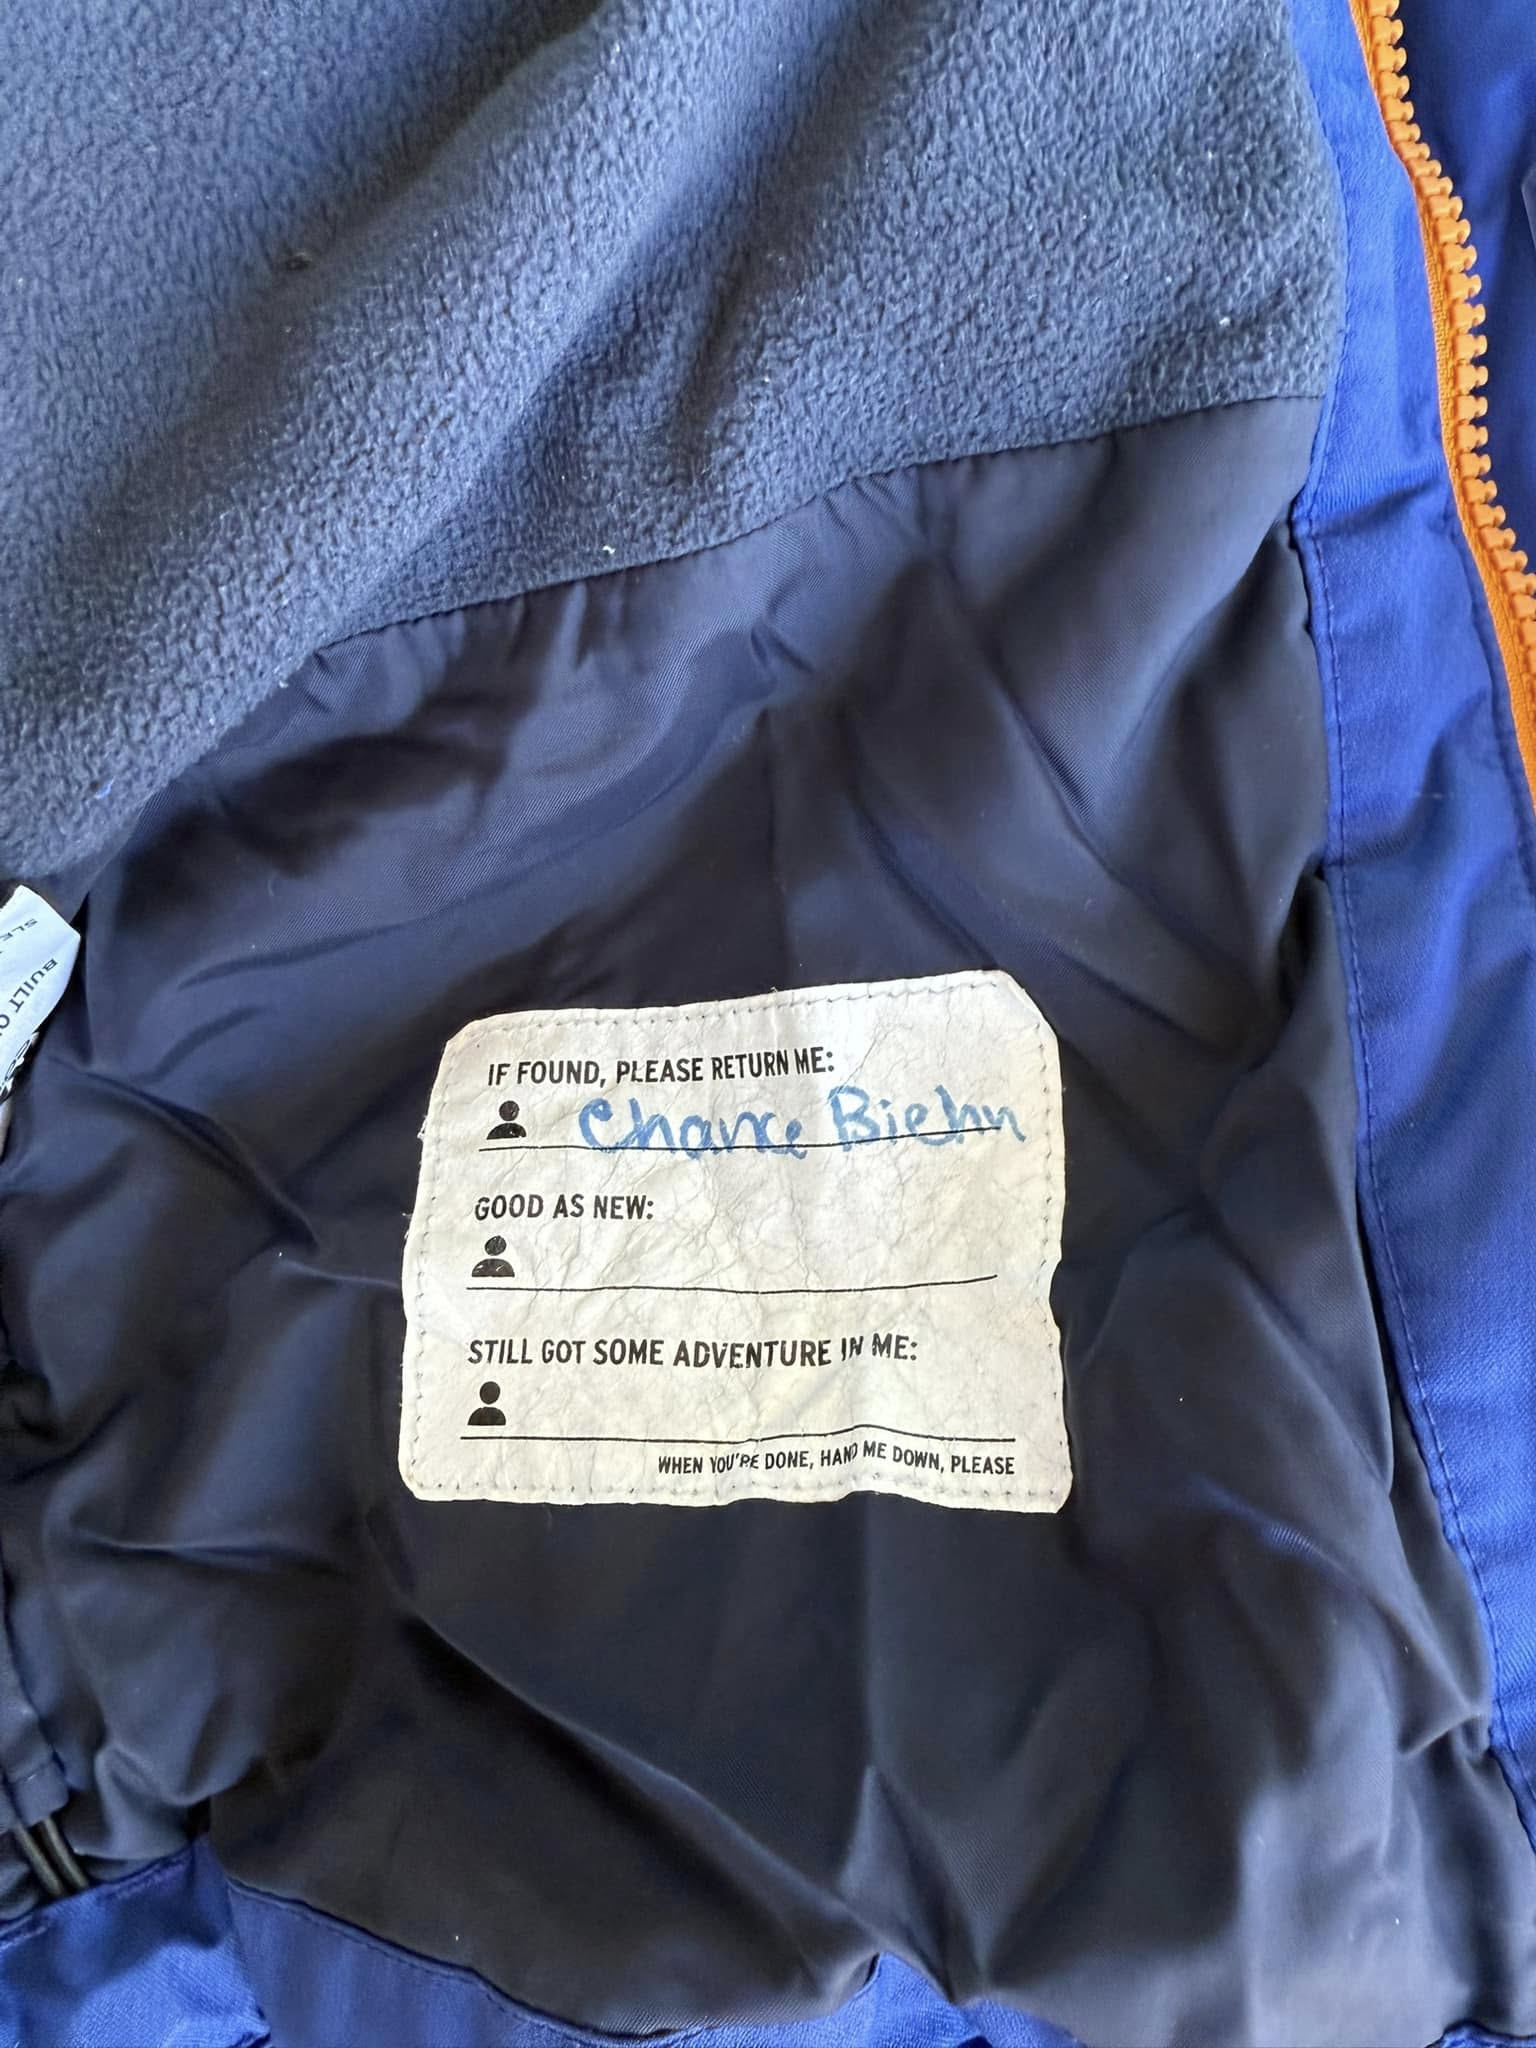 IF FOUND, PLEASE RETURN ME:
Chance Biehn
GOOD AS NEW:
STILL GOT SOME ADVENTURE IN ME:
WHEN YOU'RE DONE, HAND ME DOWN, PLEASE
BUILT